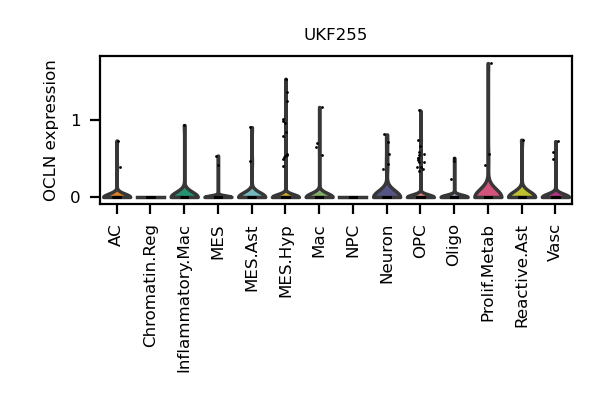 UKF255
OCLN expression
1
0
AC
Chromatin.Reg
Inflammatory.Mac
MES
MES.Ast
MES.Hyp
Mac
NPC
Neuron
OPC
Oligo
Prolif.Metab
Reactive.Ast
Vasc